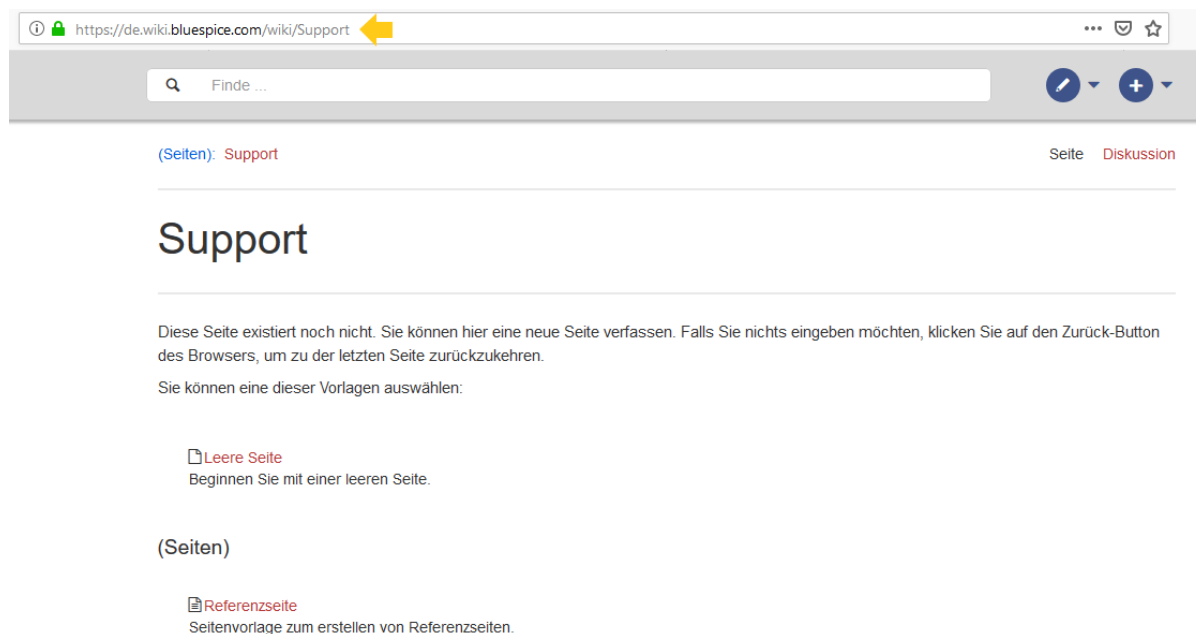 https://de.wiki.bluespice.com/wiki/Support
Finde ...
(Seiten): Support
Seite Diskussion
Support
Diese Seite existiert noch nicht. Sie können hier eine neue Seite verfassen. Falls Sie nichts eingeben möchten, klicken Sie auf den Zurück-Button
des Browsers, um zu der letzten Seite zurückzukehren.
Sie können eine dieser Vorlagen auswählen:
Leere Seite
Beginnen Sie mit einer leeren Seite.
(Seiten)
Referenzseite
Seitenvorlage zum erstellen von Referenzseiten.